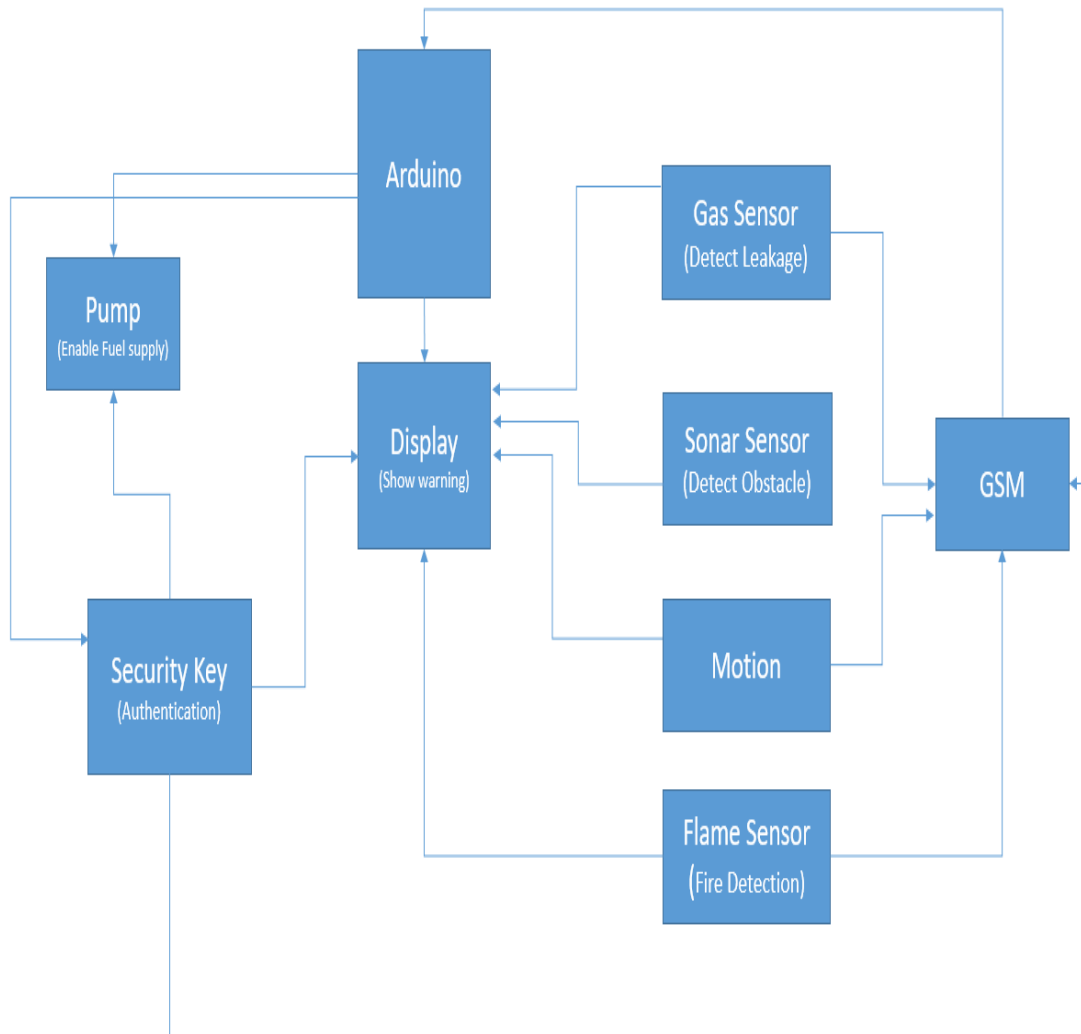 Arduino
Pump
(Enable Fuel supply)
Display
(Show warning)
Security Key
(Authentication)
Gas Sensor
(Detect Leakage)
Sonar Sensor
(Detect Obstacle)
Motion
Flame Sensor
(Fire Detection)
GSM